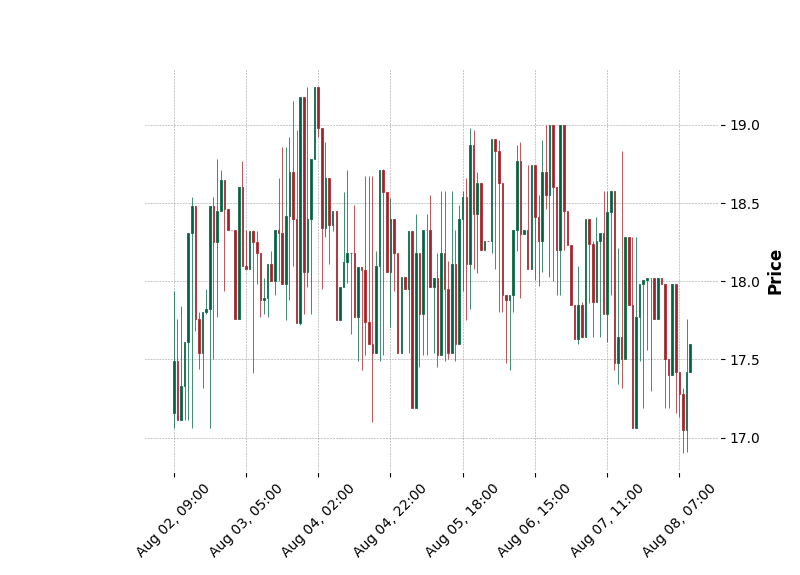 19.0
18.5
18.0
17.5
17.0
Price
Aug 02, 09:00
Aug 03, 05:00
Aug 04, 02:00
Aug 04, 22:00
Aug 05, 18:00
Aug 06, 15:00
Aug 07, 11:00
Aug 08, 07:00